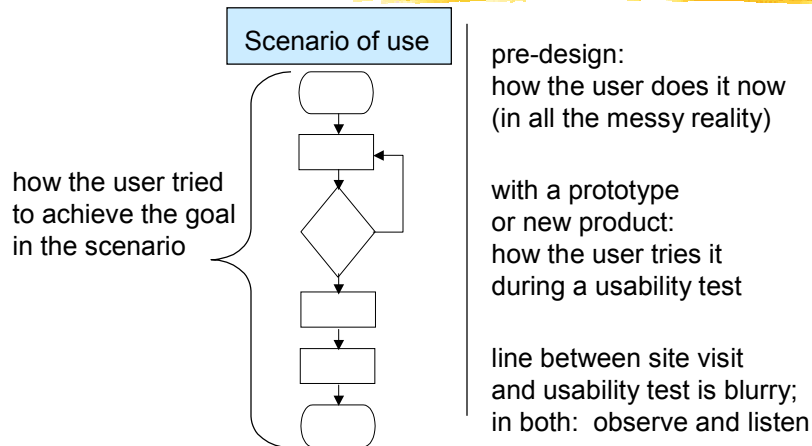 Scenario of use
how the user tried
to achieve the goal
in the scenario
pre-design:
how the user does it now
(in all the messy reality)
with a prototype
or new product:
how the user tries it
during a usability test
line between site visit
and usability test is blurry;
in both: observe and listen